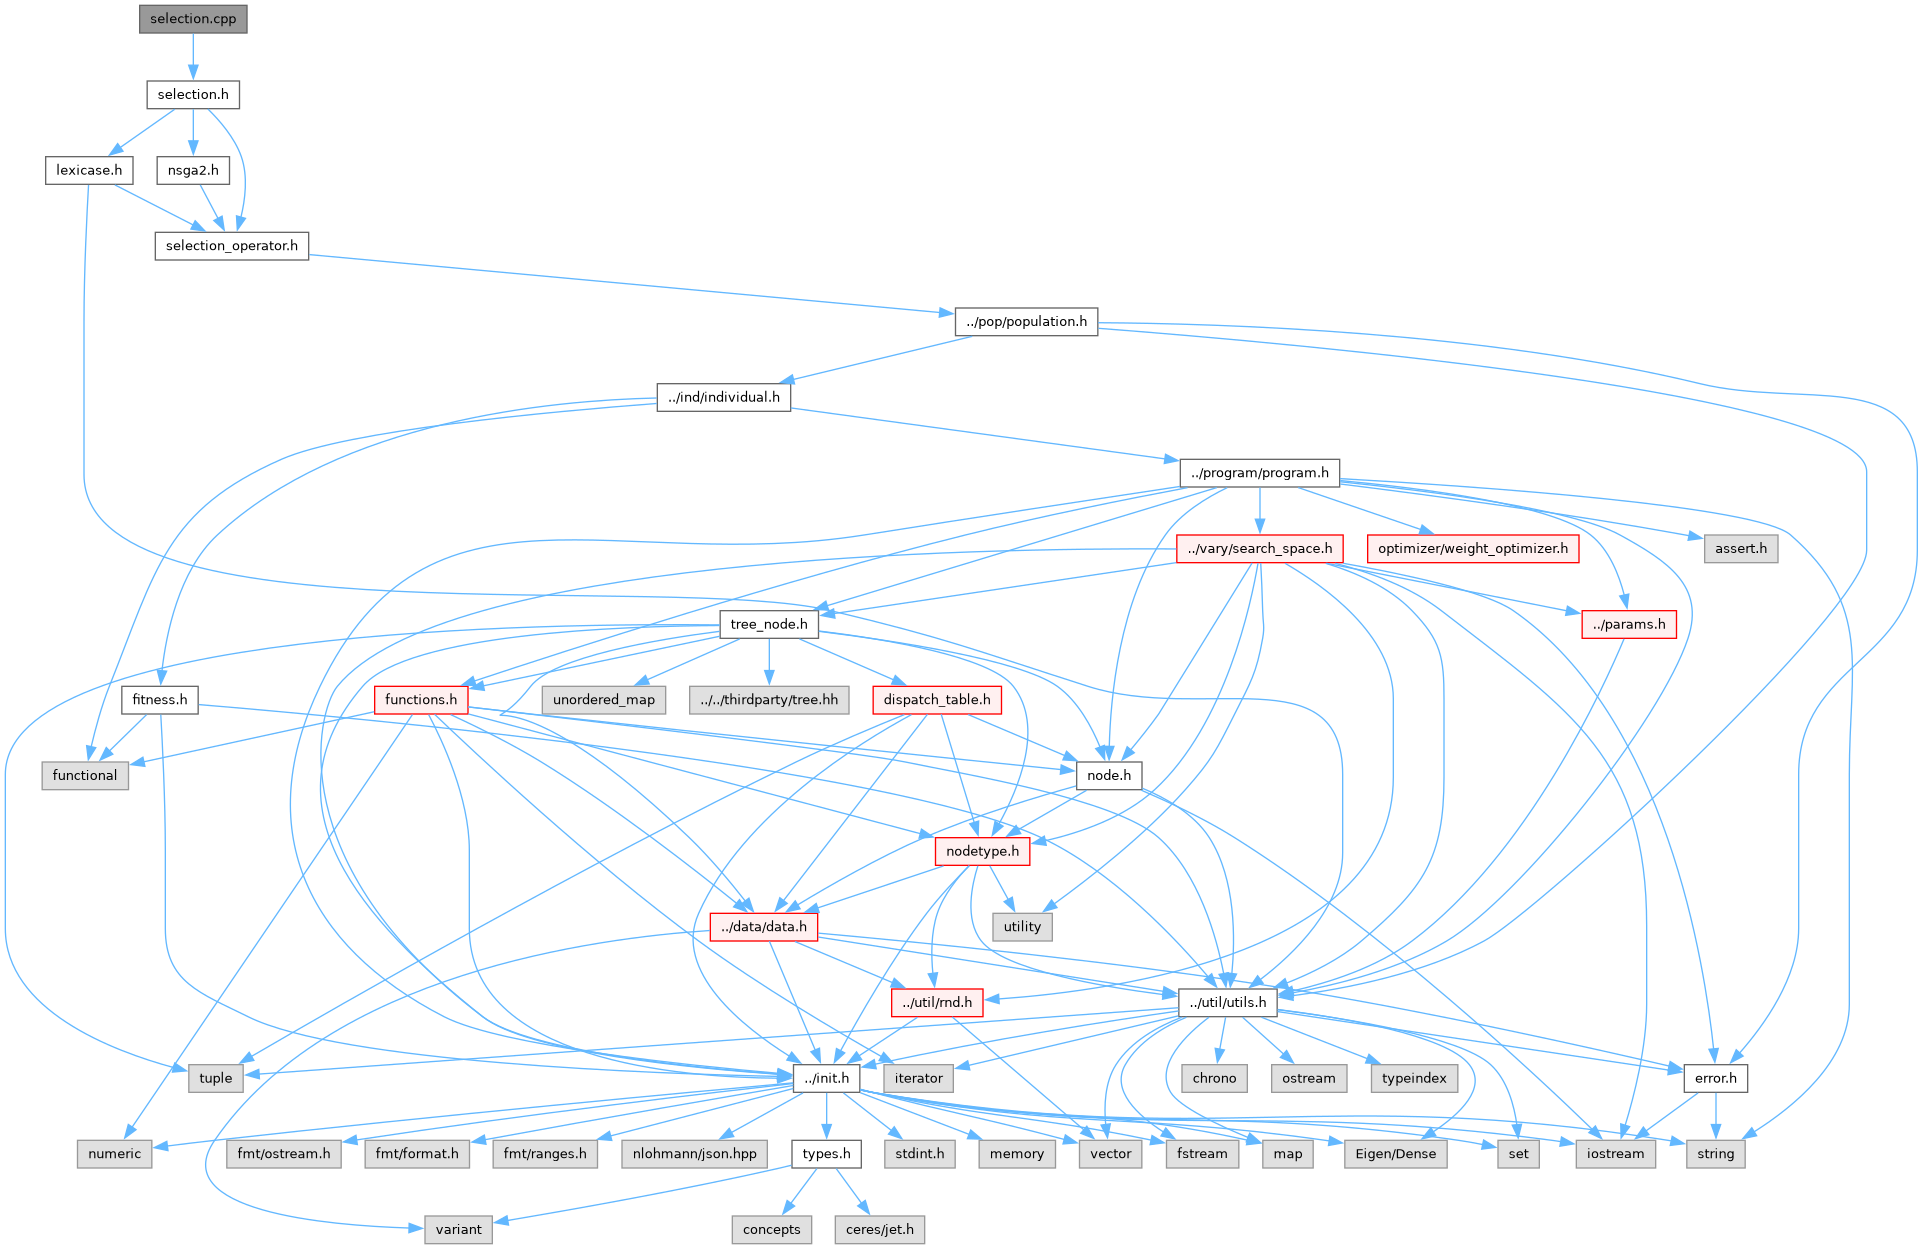 selection.cpp
selection.h
lexicase.h
nsga2.h
selection_operator.h
../pop/population.h
../ind/individual.h
../program/program.h
../vary/search_space.h
optimizer/weight_optimizer.h
assert.h
tree_node.h
../params.h
fitness.h
functions.h
unordered_map
../../thirdparty/tree.hh
dispatch_table.h
functional
node.h
nodetype.h
../data/data.h
utility
../util/rnd.h
../util/utils.h
tuple
../init.h
iterator
chrono
ostream
typeindex
error.h
numeric
fmt/ostream.h
fmt/format.h
fmt/ranges.h
nlohmann/json.hpp
types.h
stdint.h
memory
vector
fstream
map
Eigen/Dense
set
iostream
string
variant
concepts
ceres/jet.h